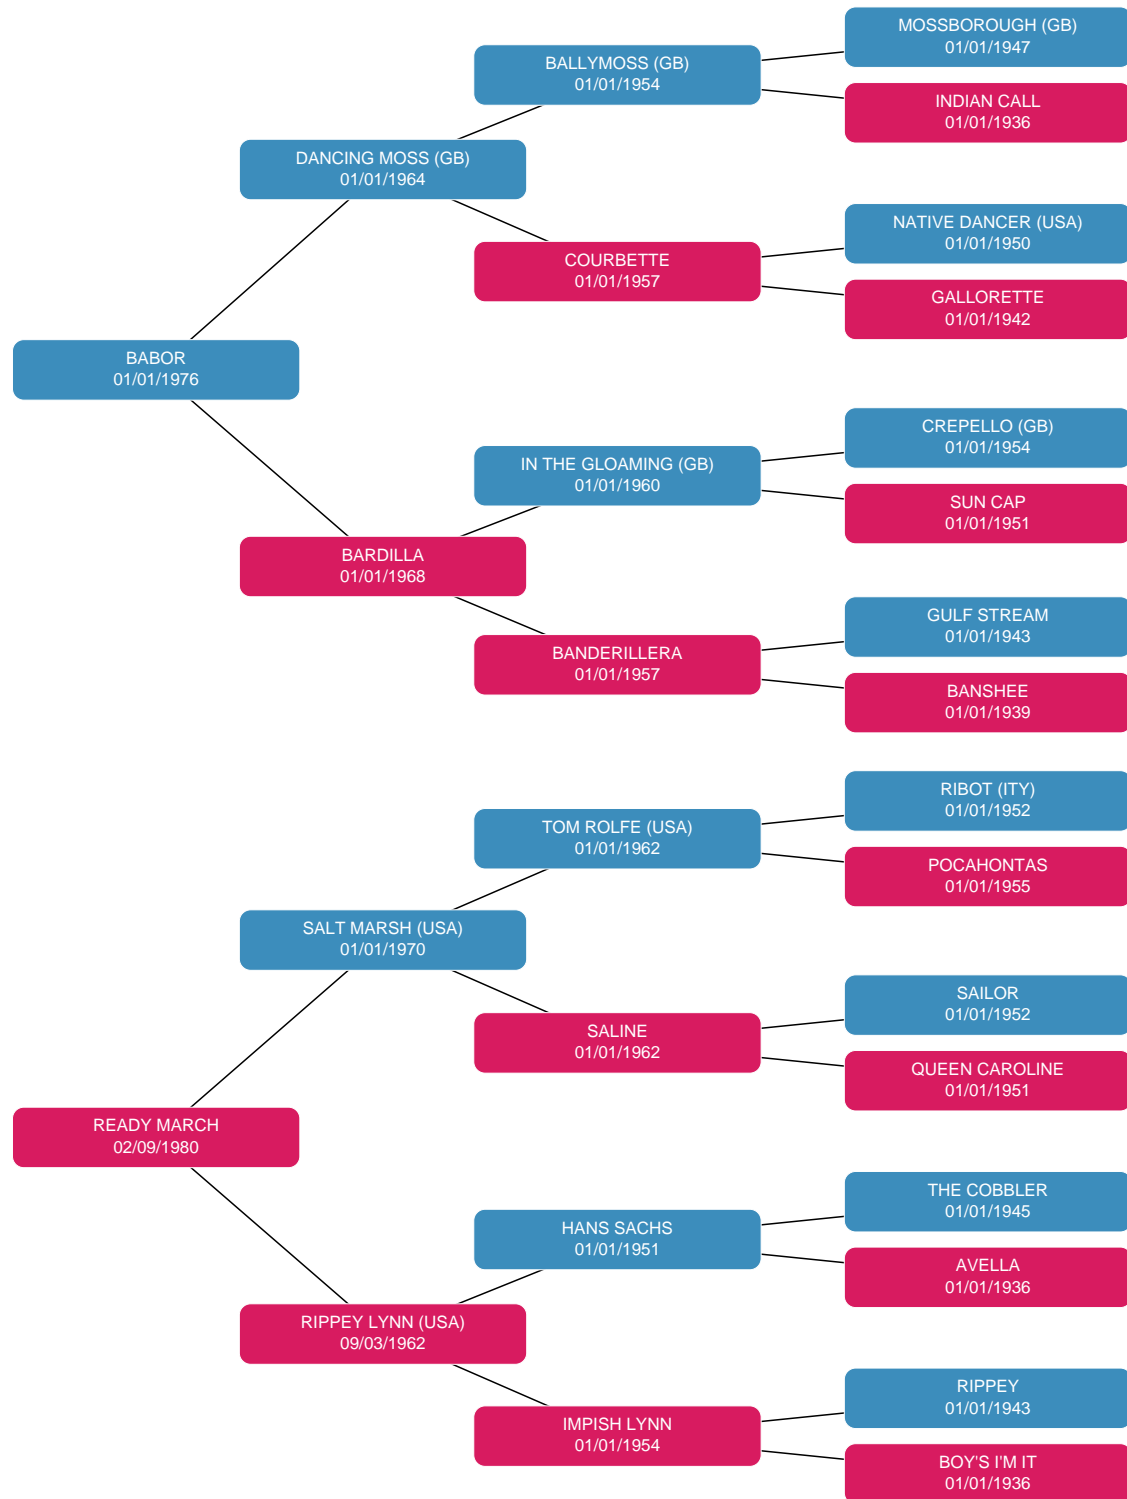 MOSSBOROUGH (GB)
01/01/1947
BALLYMOSS (GB)
01/01/1954
INDIAN CALL
01/01/1936
DANCING MOSS (GB)
01/01/1964
NATIVE DANCER (USA)
01/01/1950
COURBETTE
01/01/1957
GALLORETTE
01/01/1942
BABOR
01/01/1976
CREPELLO (GB)
01/01/1954
IN THE GLOAMING (GB)
01/01/1960
SUN CAP
01/01/1951
BARDILLA
01/01/1968
GULF STREAM
01/01/1943
BANDERILLERA
01/01/1957
BANSHEE
01/01/1939
RIBOT (ITY)
01/01/1952
TOM ROLFE (USA)
01/01/1962
POCAHONTAS
01/01/1955
SALT MARSH (USA)
01/01/1970
SAILOR
01/01/1952
SALINE
01/01/1962
QUEEN CAROLINE
01/01/1951
READY MARCH
02/09/1980
THE COBBLER
01/01/1945
HANS SACHS
01/01/1951
AVELLA
01/01/1936
RIPPEY LYNN (USA)
09/03/1962
RIPPEY
01/01/1943
IMPISH LYNN
01/01/1954
BOY'S I'M IT
01/01/1936